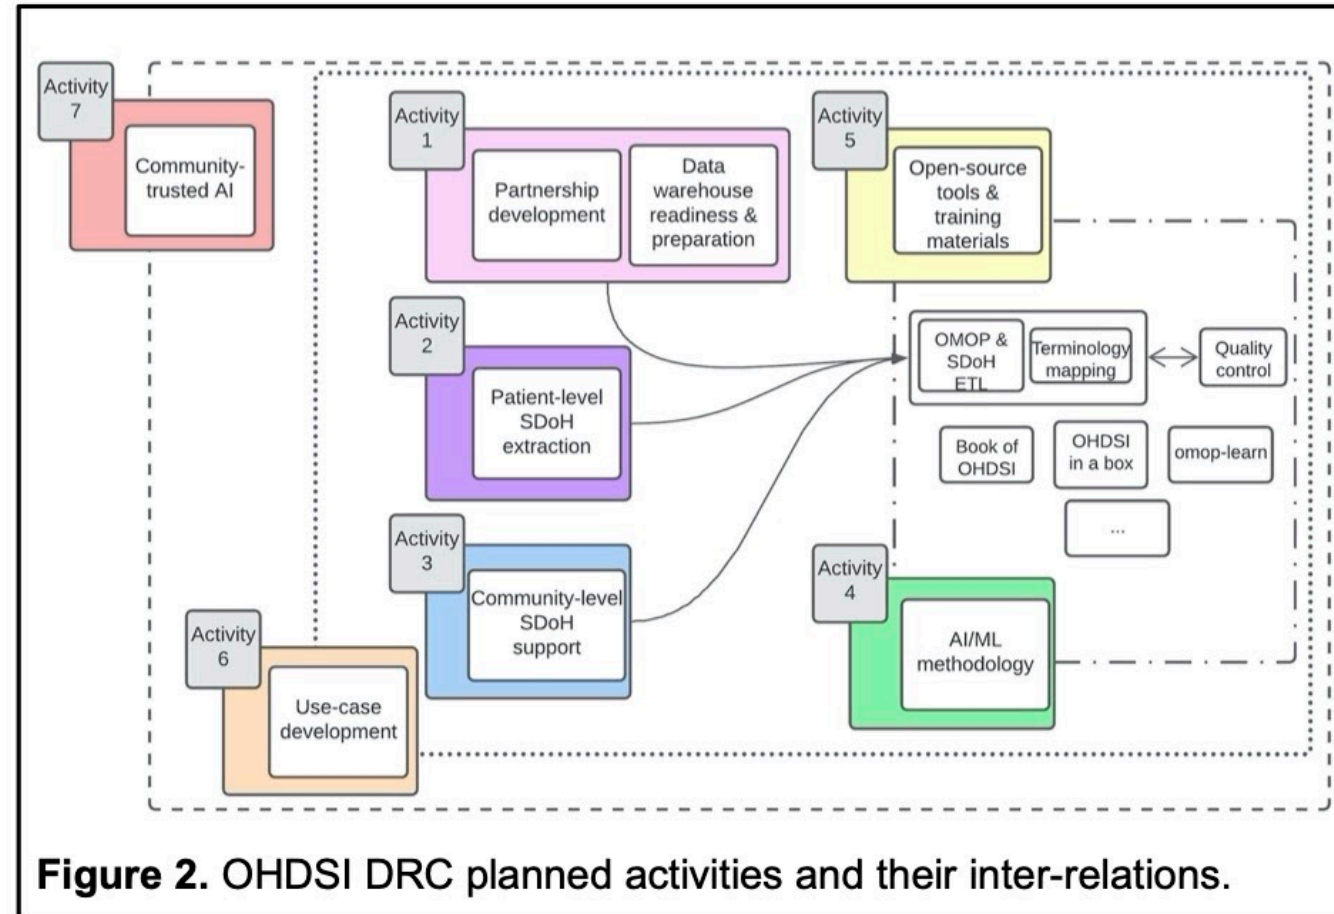 Activity
7
Community-
trusted AI
Activity
1
Partnership
development
Data
warehouse
readiness &
preparation
Activity
5
Open-source
tools &
training
materials
Activity
2
Patient-level
SDoH
extraction
OMOP &
SDoH
ETL
Terminology
mapping
Quality
control
Book of
OHDSI
OHDSI
in a box
omop-learn
...
Activity
3
Community-level
SDoH
support
Activity
4
AI/ML
methodology
Activity
6
Use-case
development
Figure 2. OHDSI DRC planned activities and their inter-relations.